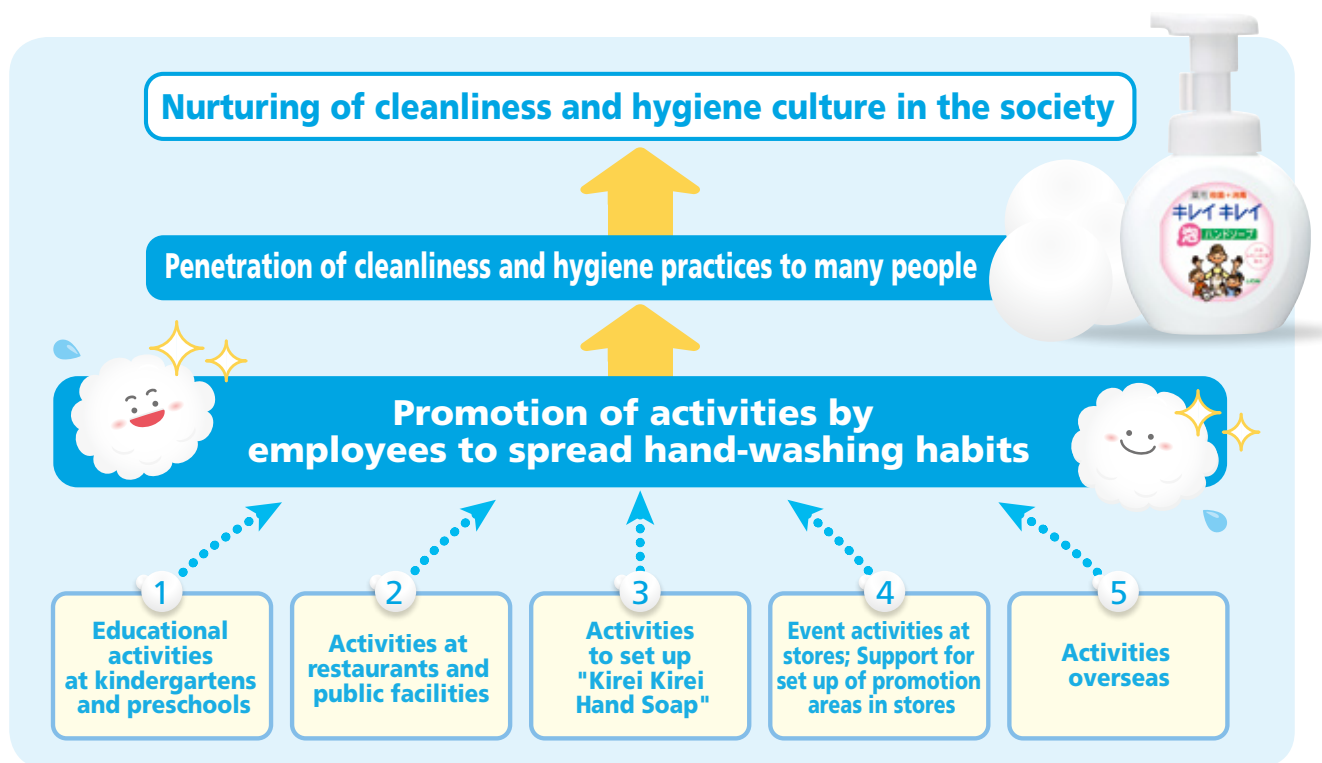 Nurturing of cleanliness and hygiene culture in the society
Penetration of cleanliness and hygiene practices to many people
キレイキレイ
泡 ハンドソープ
LION
Promotion of activities by
employees to spread hand-washing habits
1
Educational
activities
at kindergartens
and preschools
2
Activities at
restaurants and
public facilities
3
Activities
to set up
"Kirei Kirei
Hand Soap"
4
Event activities at
stores; Support for
set up of promotion
areas in stores
5
Activities
overseas